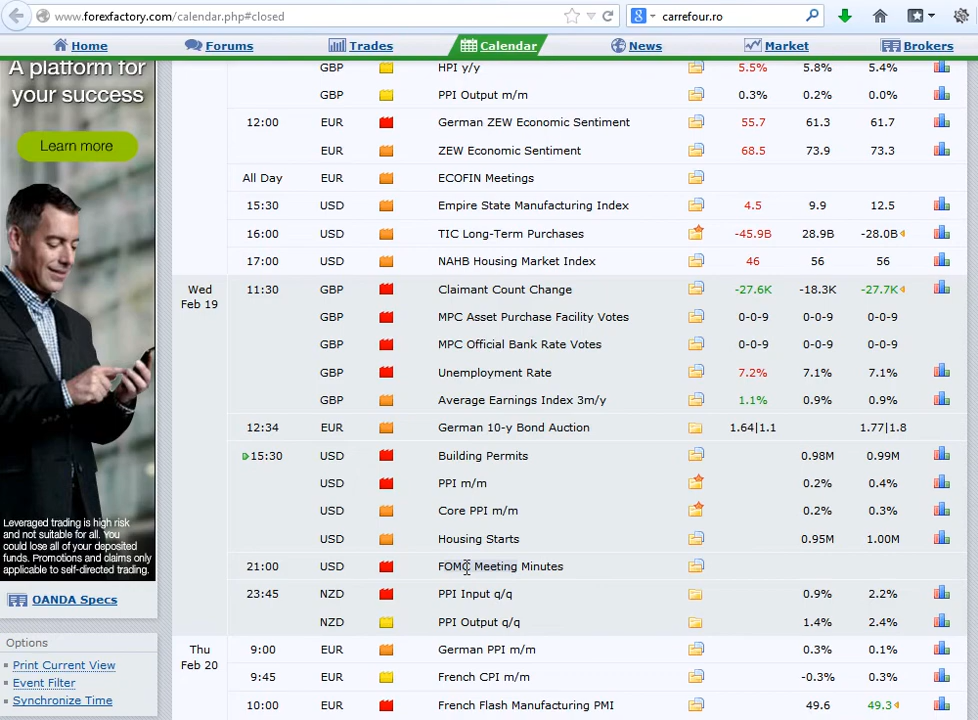 www.forexfactory.com/calendar.php#closed
carrefour.ro
Home
Forums
Trades
Calendar
News
Market
Brokers
A platform for
your success
Learn more
Leveraged trading is high risk
and not suitable for all. You
could lose all of your deposited
funds. Promotions and claims only
applicable to self-directed trading.
OANDA Specs
Options
Print Current View
Event Filter
Synchronize Time
GBP HPI y/y 5.5% 5.8% 5.4%
GBP PPI Output m/m 0.3% 0.2% 0.0%
12:00 EUR German ZEW Economic Sentiment 55.7 61.3 61.7
EUR ZEW Economic Sentiment 68.5 73.9 73.3
All Day EUR ECOFIN Meetings
15:30 USD Empire State Manufacturing Index 4.5 9.9 12.5
16:00 USD TIC Long-Term Purchases -45.9B 28.9B -28.0B
17:00 USD NAHB Housing Market Index 46 56 56
Wed
Feb 19
11:30 GBP Claimant Count Change -27.6K -18.3K -27.7K
GBP MPC Asset Purchase Facility Votes 0-0-9 0-0-9 0-0-9
GBP MPC Official Bank Rate Votes 0-0-9 0-0-9 0-0-9
GBP Unemployment Rate 7.2% 7.1% 7.1%
GBP Average Earnings Index 3m/y 1.1% 0.9% 0.9%
12:34 EUR German 10-y Bond Auction 1.64|1.1 1.77|1.8
15:30 USD Building Permits 0.98M 0.99M
USD PPI m/m 0.2% 0.4%
USD Core PPI m/m 0.2% 0.3%
USD Housing Starts 0.95M 1.00M
21:00 USD FOMC Meeting Minutes
23:45 NZD PPI Input q/q 0.9% 2.2%
NZD PPI Output q/q 1.4% 2.4%
Thu
Feb 20
9:00 EUR German PPI m/m 0.3% 0.1%
9:45 EUR French CPI m/m -0.3% 0.3%
10:00 EUR French Flash Manufacturing PMI 49.6 49.3